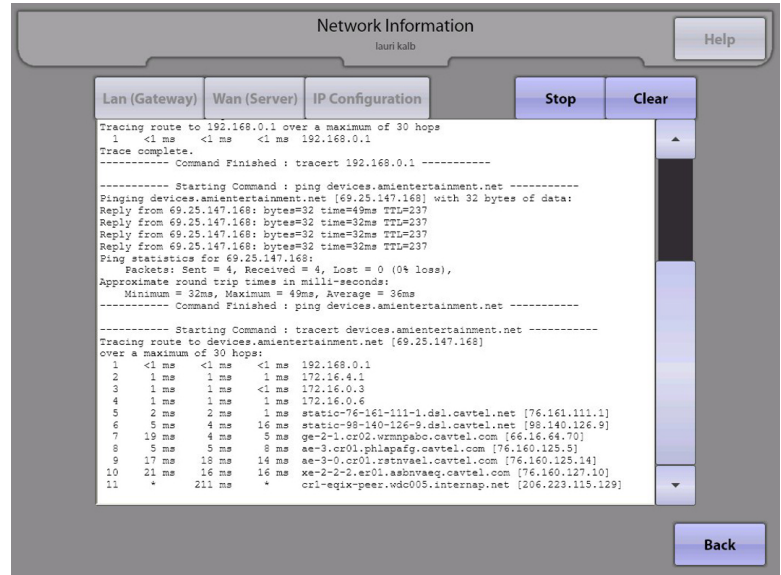 Network Information
lauri kalb
Help
Lan (Gateway) Wan (Server) IP Configuration Stop Clear
Tracing route to 192.168.0.1 over a maximum of 30 hops
1 <1 ms <1 ms <1 ms 192.168.0.1
Trace complete.
----------- Command Finished : tracert 192.168.0.1 -----------
----------- Starting Command : ping devices.amientertainment.net -----------
Pinging devices.amientertainment.net [69.25.147.168] with 32 bytes of data:
Reply from 69.25.147.168: bytes=32 time=49ms TTL=237
Reply from 69.25.147.168: bytes=32 time=32ms TTL=237
Reply from 69.25.147.168: bytes=32 time=32ms TTL=237
Reply from 69.25.147.168: bytes=32 time=32ms TTL=237
Ping statistics for 69.25.147.168:
Packets: Sent = 4, Received = 4, Lost = 0 (0% loss),
Approximate round trip times in milli-seconds:
Minimum = 32ms, Maximum = 49ms, Average = 36ms
----------- Command Finished : ping devices.amientertainment.net -----------
----------- Starting Command : tracert devices.amientertainment.net -----------
Tracing route to devices.amientertainment.net [69.25.147.168]
over a maximum of 30 hops:
1 <1 ms <1 ms <1 ms 192.168.0.1
2 1 ms 1 ms 1 ms 172.16.4.1
3 1 ms 1 ms <1 ms 172.16.0.3
4 1 ms 1 ms 1 ms 172.16.0.6
5 2 ms 2 ms 1 ms static-76-161-111-1.dsl.cavtel.net [76.161.111.1]
6 5 ms 4 ms 16 ms static-98-140-126-9.dsl.cavtel.net [98.140.126.9]
7 19 ms 4 ms 5 ms ge-2-1.cr02.wrmnpabc.cavtel.com [66.16.64.70]
8 5 ms 5 ms 8 ms ae-3.cr01.phlapafg.cavtel.com [76.160.125.5]
9 17 ms 18 ms 14 ms ae-3-0.cr01.rstnvael.cavtel.com [76.160.125.14]
10 21 ms 16 ms 16 ms xe-2-2-2.er01.asbnvaeq.cavtel.com [76.160.127.10]
11 * 211 ms * cr1-eqix-peer.wdc005.internap.net [206.223.115.129]
Back